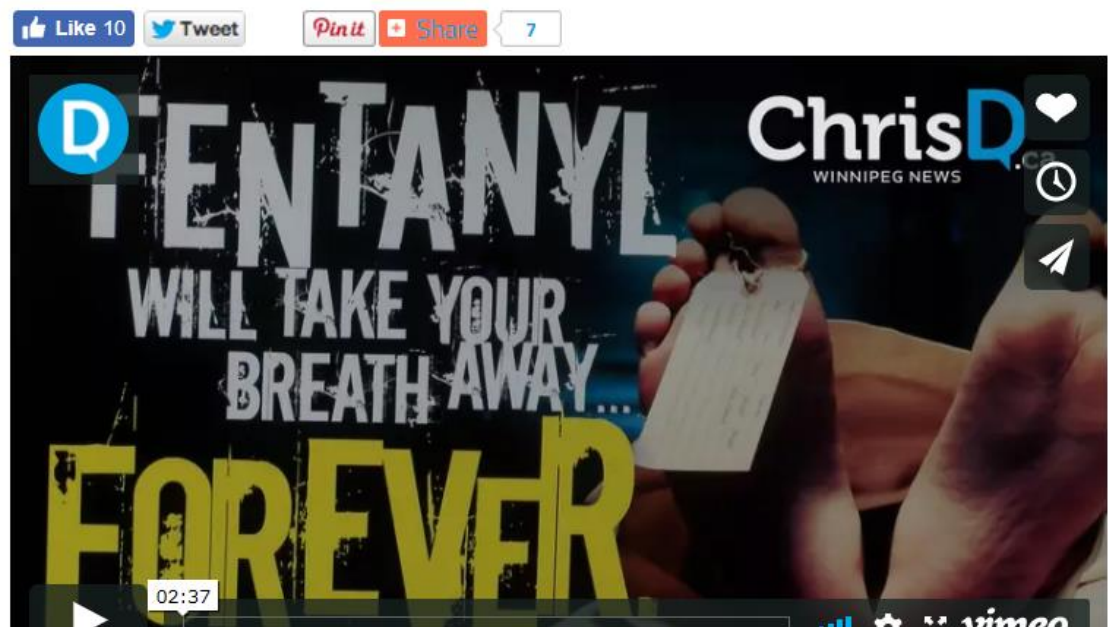 Like 10 Tweet Pin it Share 7
D
FENTANYL
ChrisD.ca
WINNIPEG NEWS
WILL TAKE YOUR
BREATH AWAY...
FOREVER.
02:37
vimeo